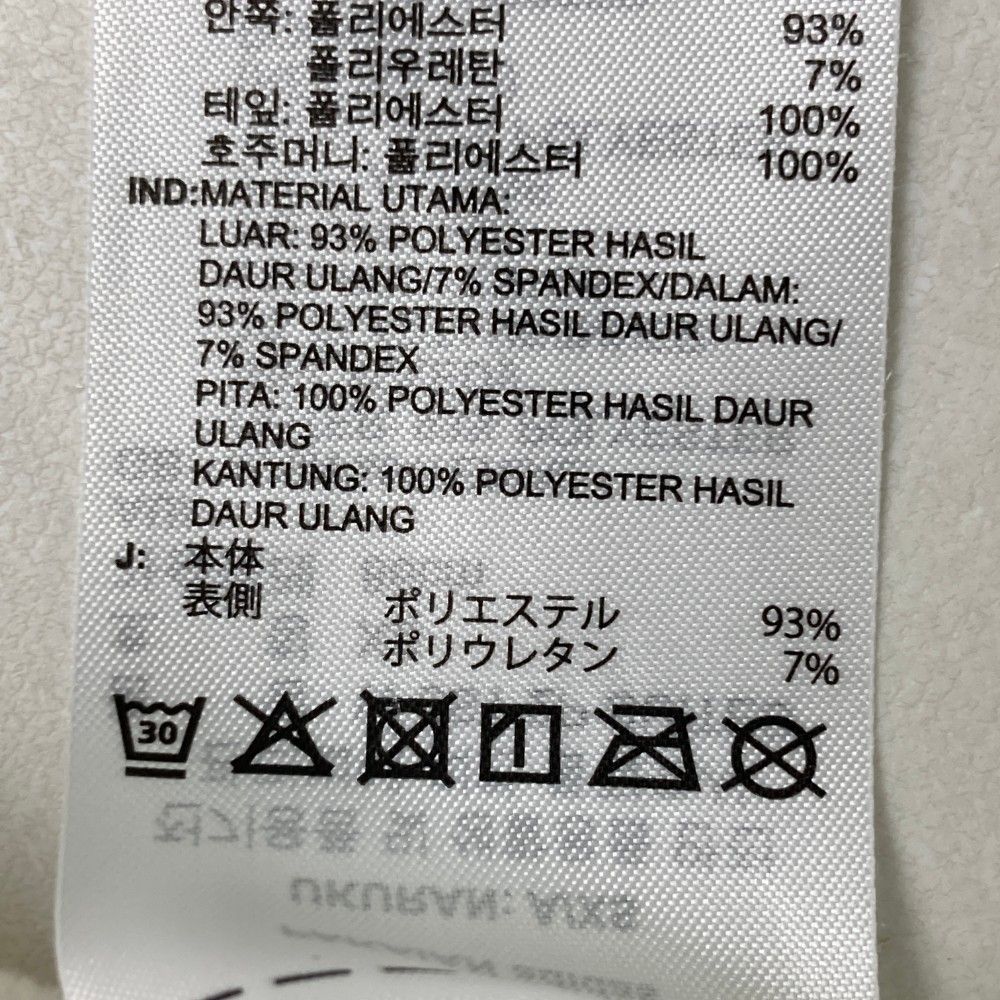 안쪽: 폴리에스터 93%
폴리우레탄 7%
테잎: 폴리에스터 100%
호주머니: 폴리에스터 100%
IND:MATERIAL UTAMA:
LUAR: 93% POLYESTER HASIL
DAUR ULANG/7% SPANDEX/DALAM:
93% POLYESTER HASIL DAUR ULANG/
7% SPANDEX
PITA: 100% POLYESTER HASIL DAUR
ULANG
KANTUNG: 100% POLYESTER HASIL
DAUR ULANG
J: 本体
表側 ポリエステル 93%
ポリウレタン 7%
30
UKURAN: